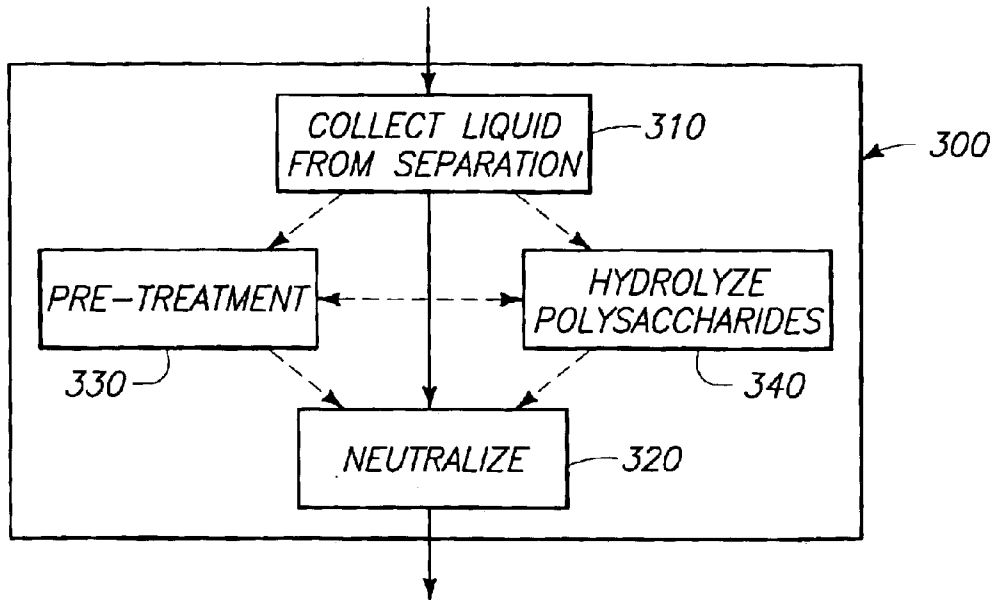 COLLECT LIQUID
FROM SEPARATION
310
300
PRE-TREATMENT
HYDROLYZE
POLYSACCHARIDES
330
340
NEUTRALIZE
320